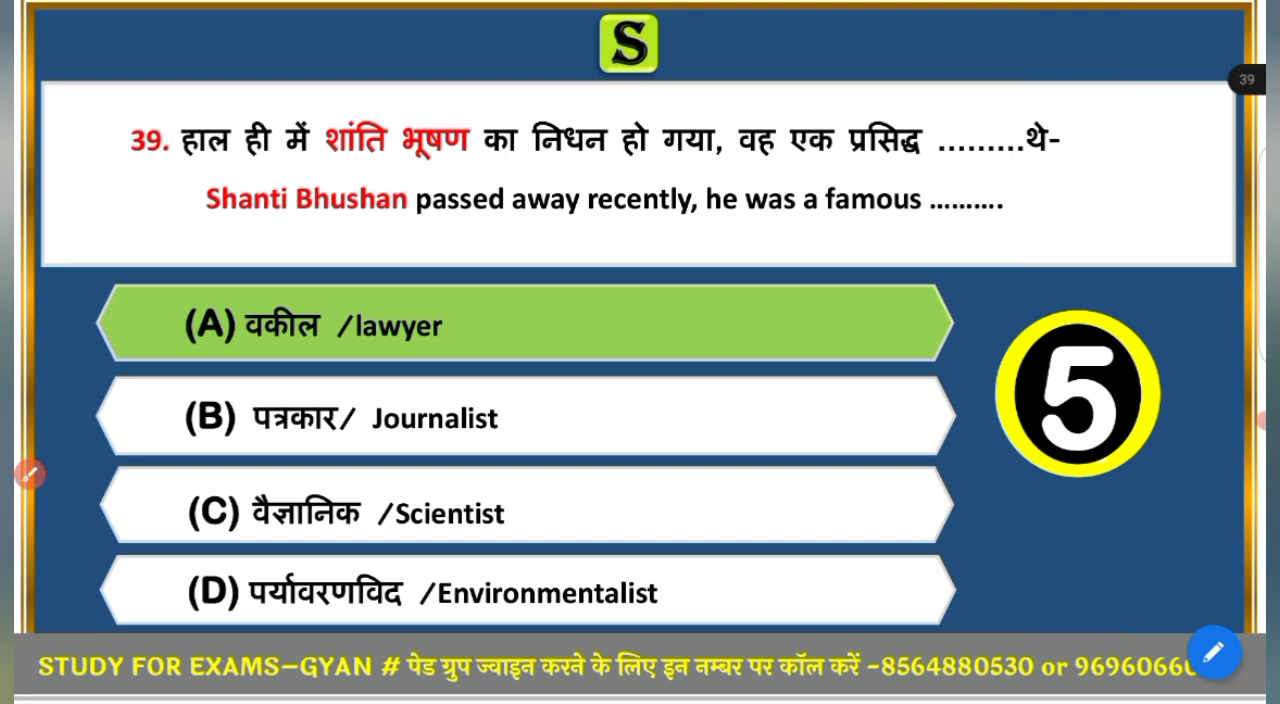 S
39
39. हाल ही में शांति भूषण का निधन हो गया, वह एक प्रसिद्ध .........थे-
Shanti Bhushan passed away recently, he was a famous ..........
(A) वकील /lawyer
(B) पत्रकार/ Journalist
(C) वैज्ञानिक /Scientist
(D) पर्यावरणविद /Environmentalist
5
STUDY FOR EXAMS–GYAN # पेड ग्रुप ज्वाइन करने के लिए इन नम्बर पर कॉल करें -8564880530 or